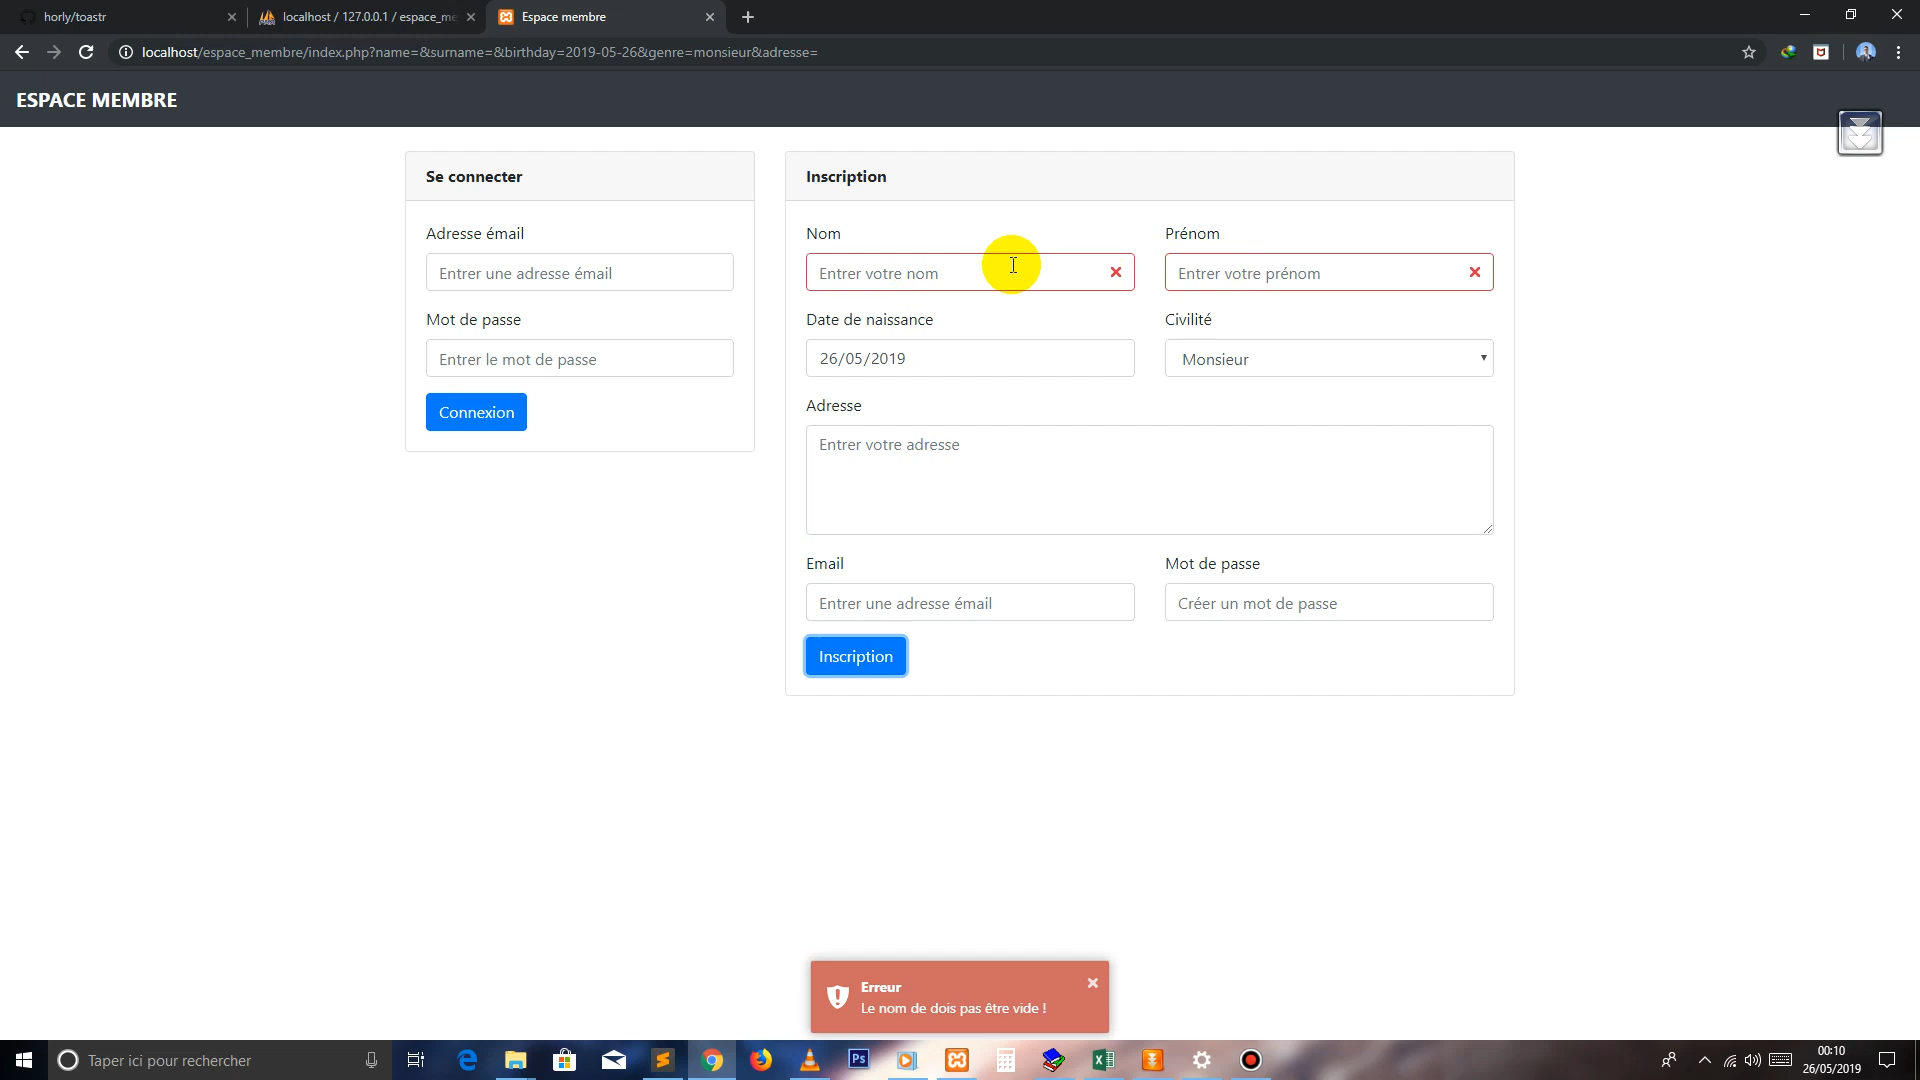 horly/toastr
localhost / 127.0.0.1 / espace_me
Espace membre
localhost/espace_membre/index.php?name=&surname=&birthday=2019-05-26&genre=monsieur&adresse=
ESPACE MEMBRE
Se connecter
Adresse émail
Entrer une adresse émail
Mot de passe
Entrer le mot de passe
Connexion
Inscription
Nom
Prénom
Entrer votre nom
Entrer votre prénom
Date de naissance
Civilité
26/05/2019
Monsieur
Adresse
Entrer votre adresse
Email
Mot de passe
Entrer une adresse émail
Créer un mot de passe
Inscription
Erreur
Le nom de dois pas être vide !
Taper ici pour rechercher
Ps
00:10
26/05/2019